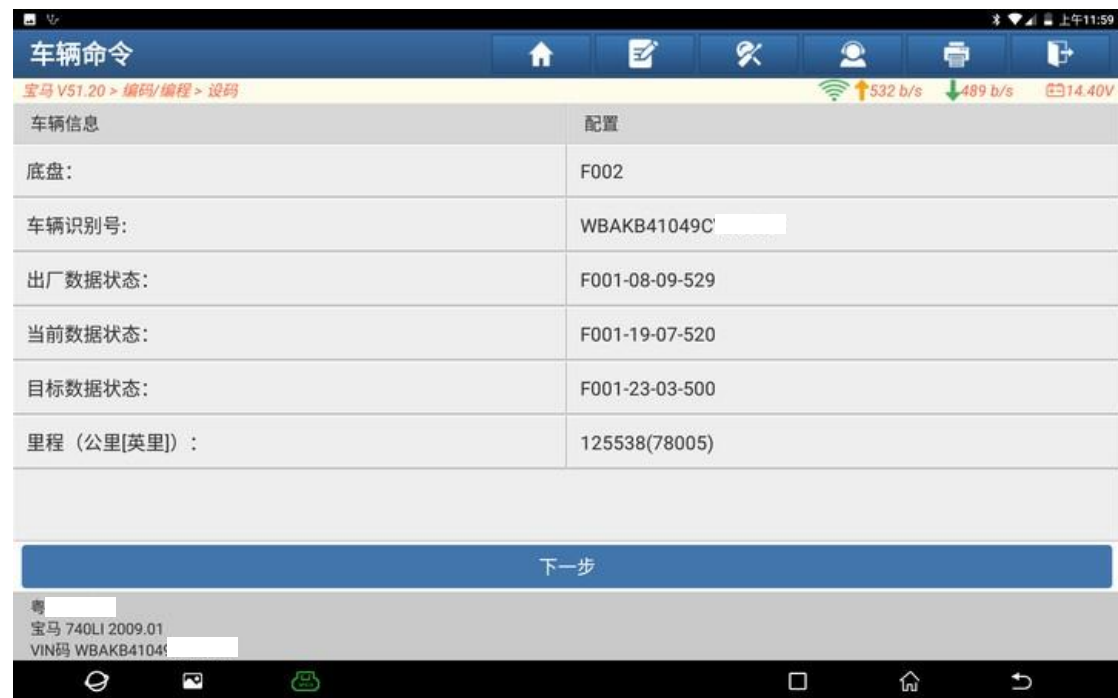 上午11:59
车辆命令
宝马 V51.20 > 编码/编程 > 设码
532 b/s 489 b/s 14.40V
车辆信息 配置
底盘： F002
车辆识别号: WBAKB41049C
出厂数据状态： F001-08-09-529
当前数据状态： F001-19-07-520
目标数据状态： F001-23-03-500
里程（公里[英里]）： 125538(78005)
下一步
粤
宝马 740LI 2009.01
VIN码 WBAKB41049